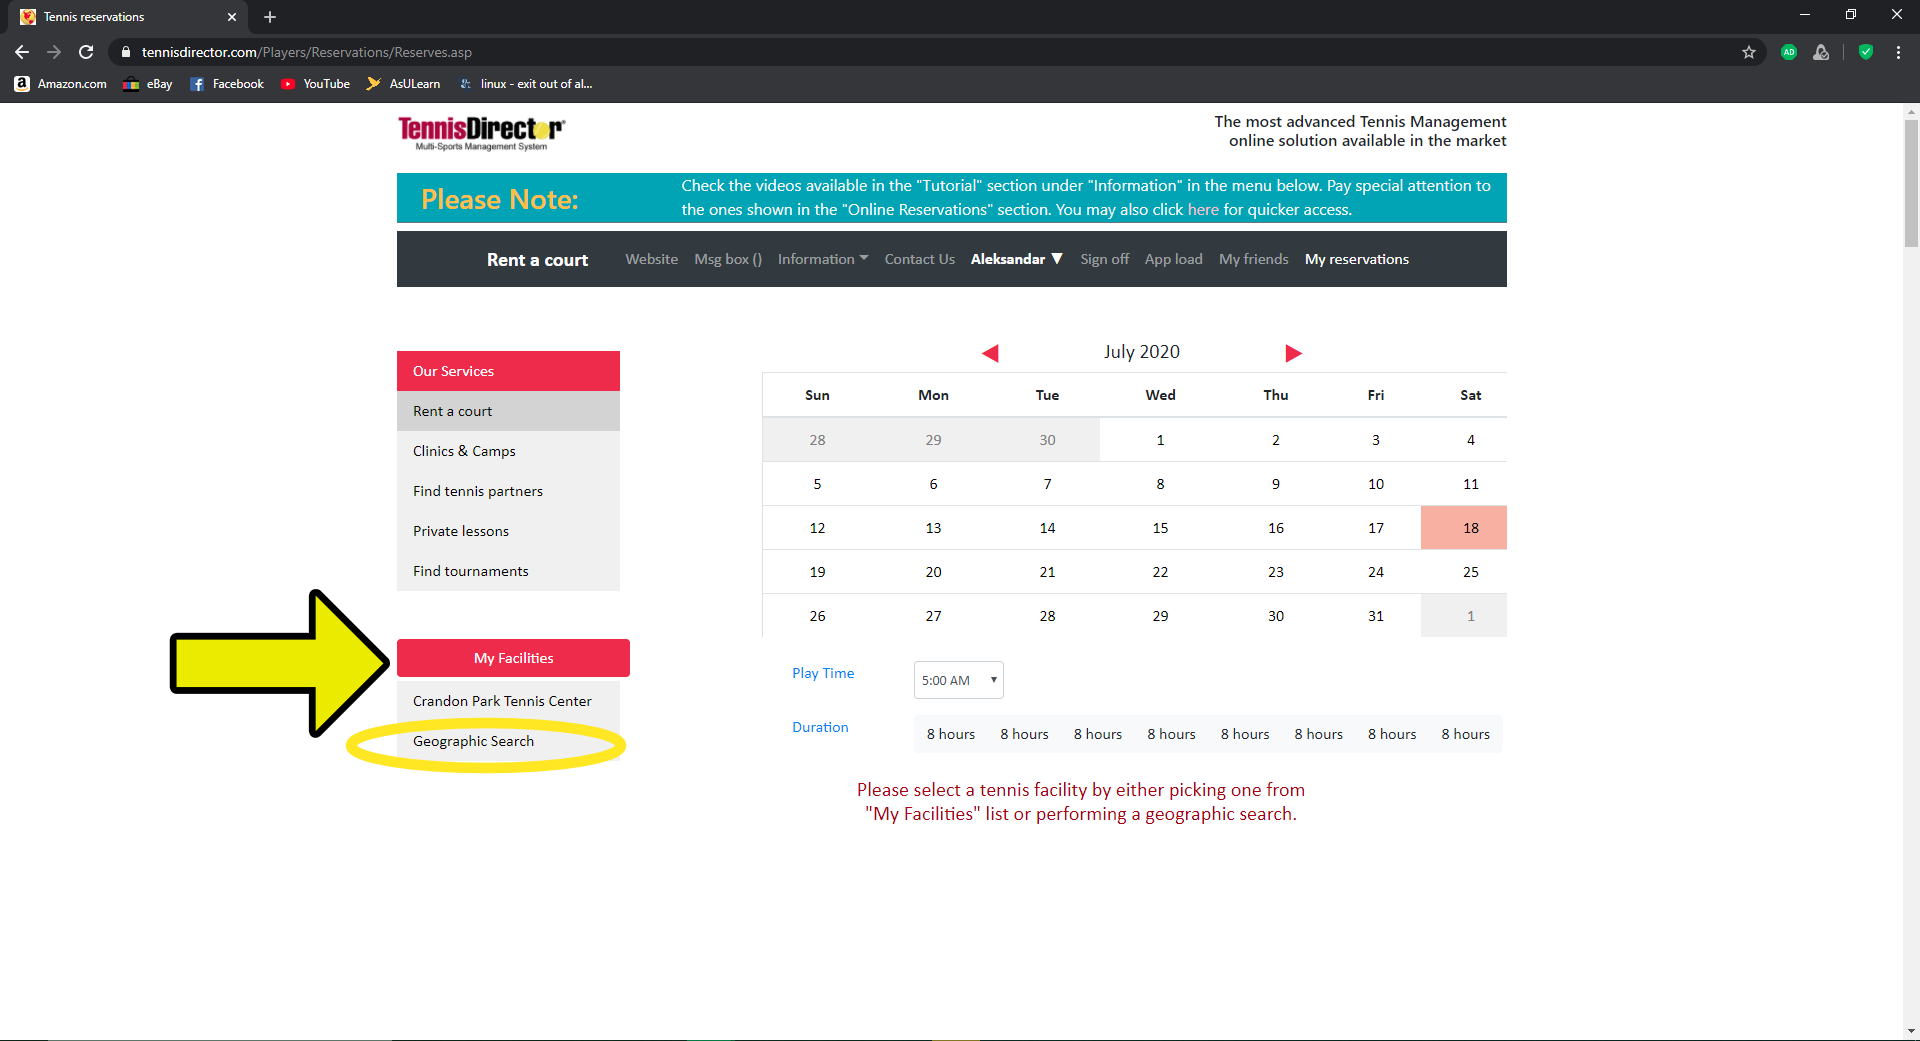 Tennis reservations
tennisdirector.com/Players/Reservations/Reserves.asp
AD
Amazon.com eBay Facebook YouTube AsULearn linux - exit out of al...
TennisDirector®
Multi-Sports Management System
The most advanced Tennis Management
online solution available in the market
Please Note:
Check the videos available in the "Tutorial" section under "Information" in the menu below. Pay special attention to
the ones shown in the "Online Reservations" section. You may also click here for quicker access.
Rent a court Website Msg box () Information Contact Us Aleksandar ▼ Sign off App load My friends My reservations
Our Services
Rent a court
Clinics & Camps
Find tennis partners
Private lessons
Find tournaments
My Facilities
Crandon Park Tennis Center
Geographic Search
July 2020
Sun Mon Tue Wed Thu Fri Sat
28 29 30 1 2 3 4
5 6 7 8 9 10 11
12 13 14 15 16 17 18
19 20 21 22 23 24 25
26 27 28 29 30 31 1
Play Time 5:00 AM
Duration 8 hours 8 hours 8 hours 8 hours 8 hours 8 hours 8 hours 8 hours
Please select a tennis facility by either picking one from
"My Facilities" list or performing a geographic search.